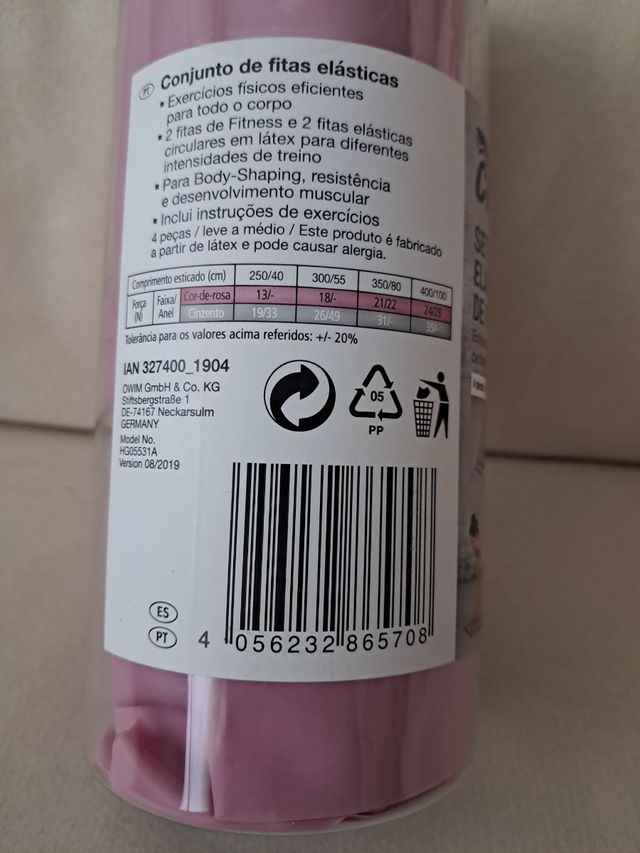 PT Conjunto de fitas elásticas
▪ Exercícios físicos eficientes
para todo o corpo
▪ 2 fitas de Fitness e 2 fitas elásticas
circulares em látex para diferentes
intensidades de treino
▪ Para Body-Shaping, resistência
e desenvolvimento muscular
▪ Inclui instruções de exercícios
4 peças / leve a médio / Este produto é fabricado
a partir de látex e pode causar alergia.
Comprimento esticado (cm) 250/40 300/55 350/80 400/100
Força (N) Faixa/ Anel Cor-de-rosa 13/- 18/- 21/22 24/28
Cinzento 19/33 26/49 31/- 35/-
Tolerância para os valores acima referidos: +/- 20%
IAN 327400_1904
OWIM GmbH & Co. KG
Stiftsbergstraße 1
DE-74167 Neckarsulm
GERMANY
Model No.
HG05531A
Version 08/2019
05
PP
ES
PT
4 056232 865708
SE
EL
DE